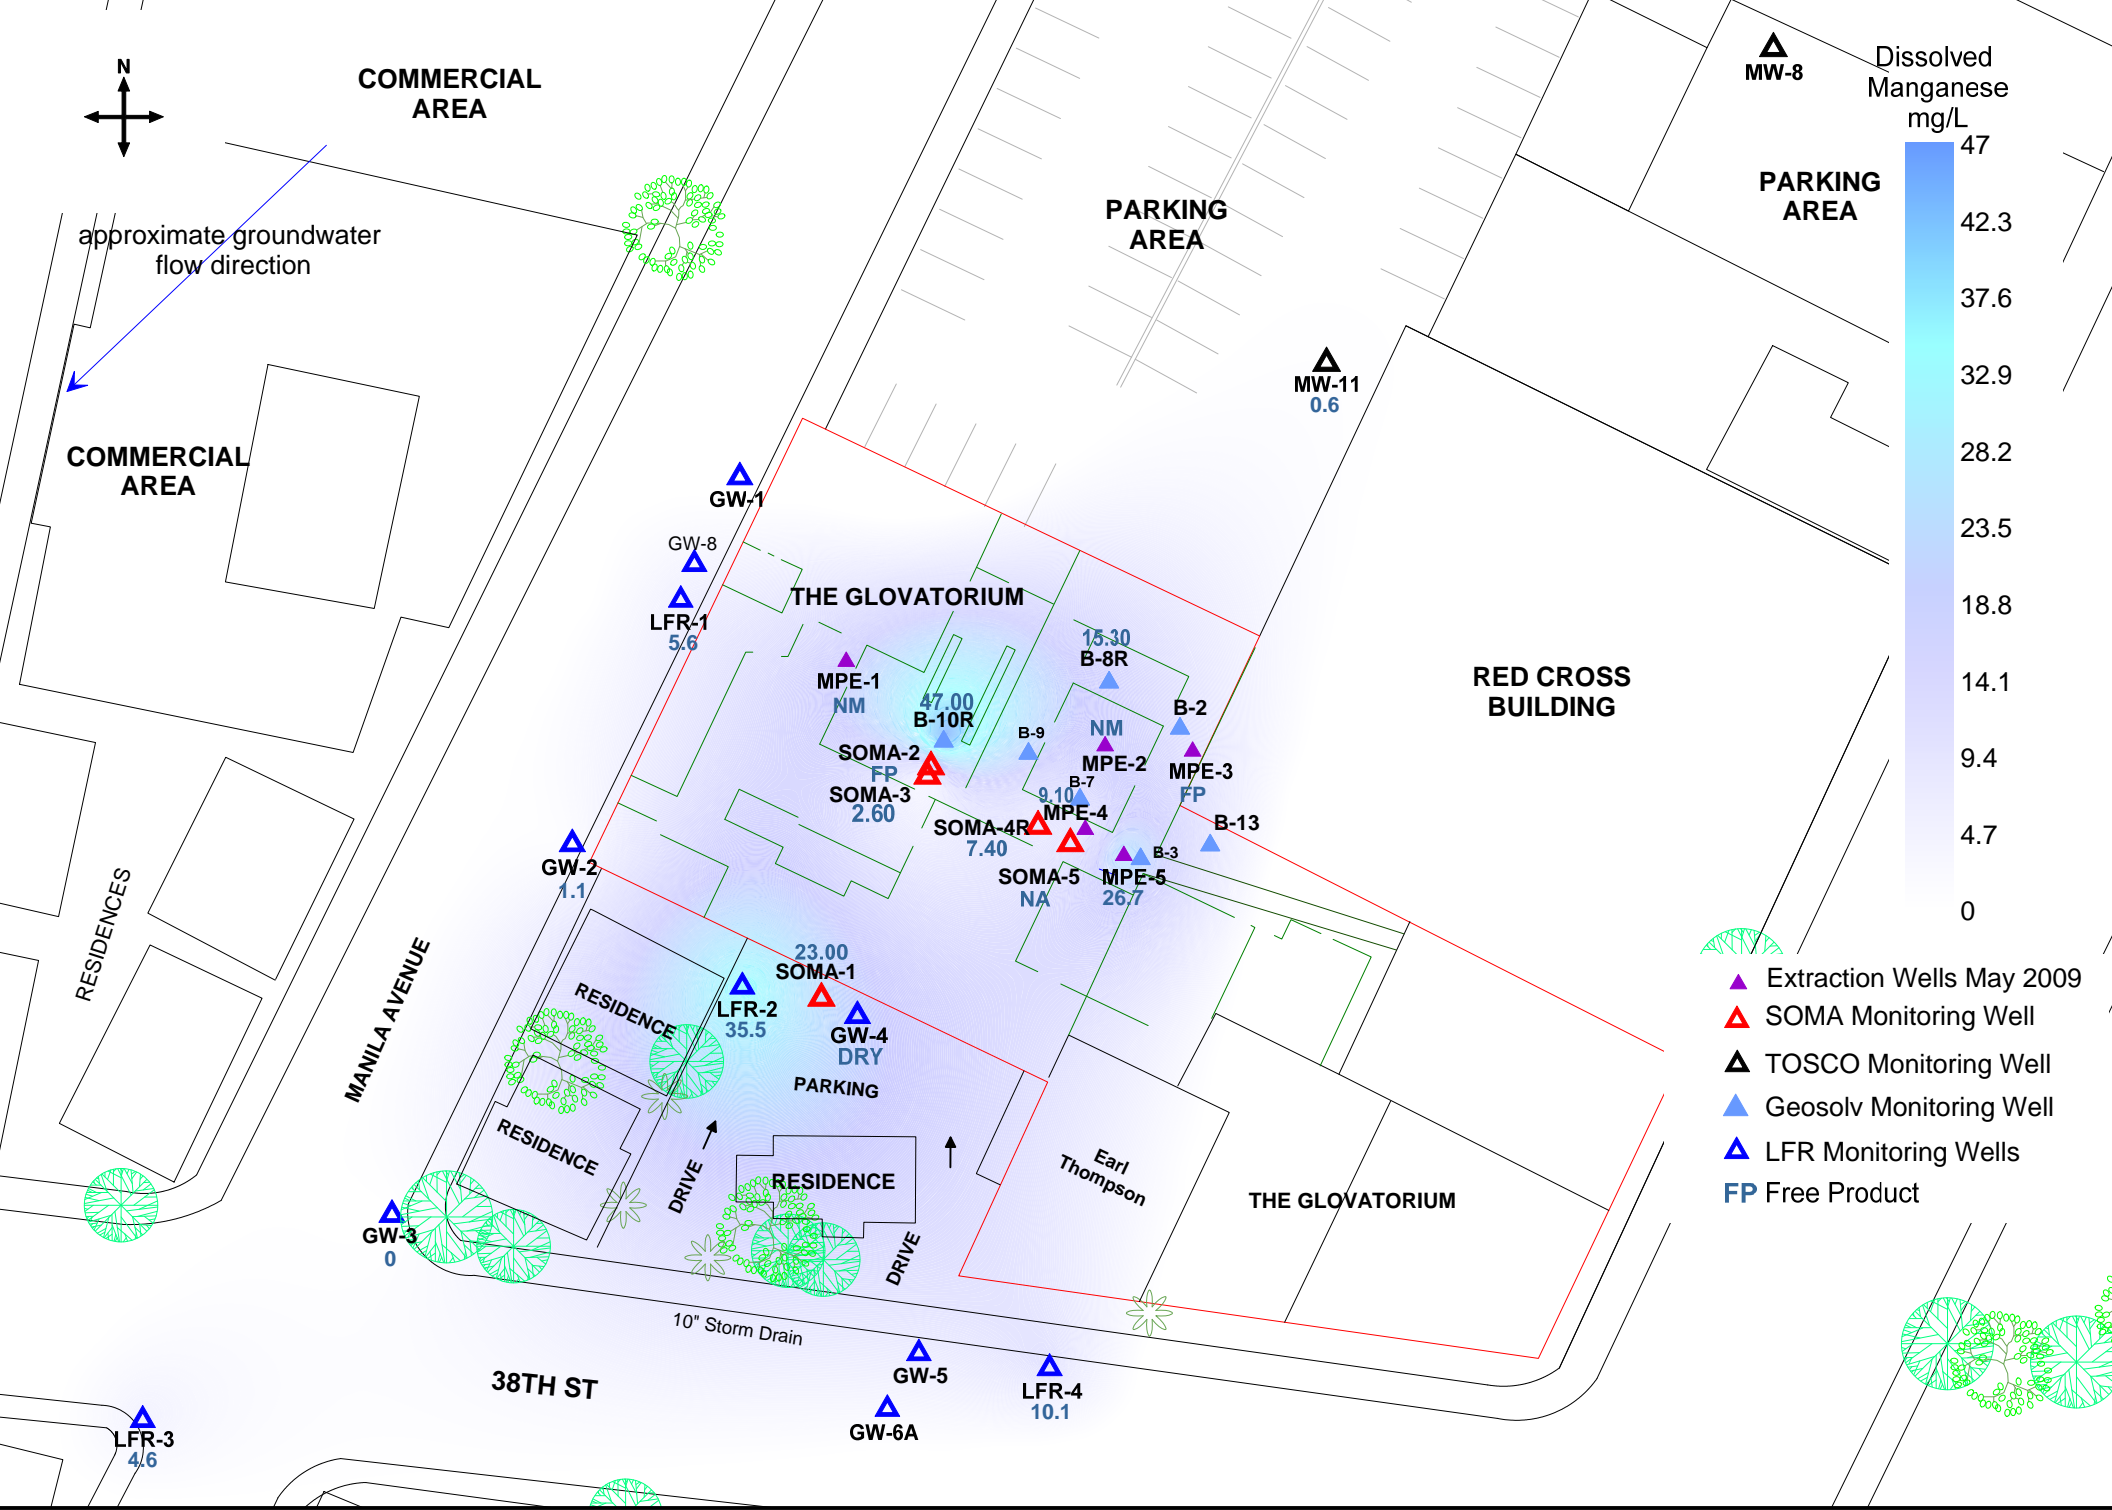 N
COMMERCIAL
AREA
approximate groundwater
flow direction
COMMERCIAL
AREA
PARKING
AREA
MW-8
PARKING
AREA
Dissolved
Manganese
mg/L
47
42.3
37.6
32.9
28.2
23.5
18.8
14.1
9.4
4.7
0
MW-11
0.6
GW-1
GW-8
LFR-1
5.6
THE GLOVATORIUM
MPE-1
NM
47.00
B-10R
SOMA-2
FP
SOMA-3
2.60
15.30
B-8R
B-9
NM
MPE-2
B-2
MPE-3
FP
B-7
9.10
MPE-4
SOMA-4R
7.40
SOMA-5
NA
MPE-5
26.7
B-3
B-13
RED CROSS
BUILDING
GW-2
1.1
RESIDENCES
MANILA AVENUE
RESIDENCE
LFR-2
35.5
23.00
SOMA-1
GW-4
DRY
PARKING
RESIDENCE
DRIVE
RESIDENCE
DRIVE
Earl
Thompson
THE GLOVATORIUM
GW-3
0
10" Storm Drain
38TH ST
GW-5
GW-6A
LFR-4
10.1
LFR-3
4.6
Extraction Wells May 2009
SOMA Monitoring Well
TOSCO Monitoring Well
Geosolv Monitoring Well
LFR Monitoring Wells
FP Free Product